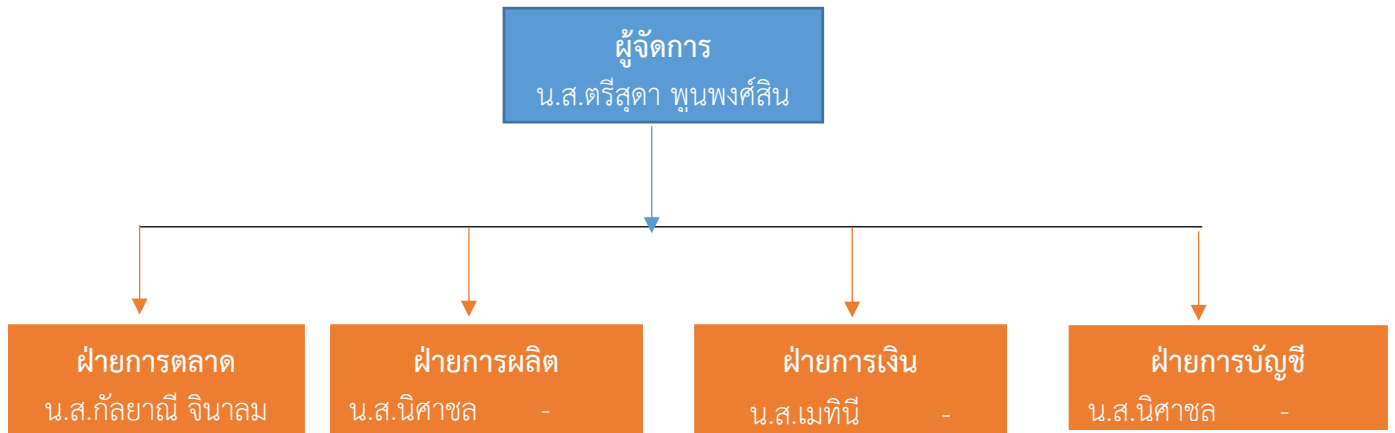 ผู้จัดการ
น.ส.ตรีสุดา พูนพงศ์สิน
ฝ่ายการตลาด
น.ส.กัลยาณี จินาลม
ฝ่ายการผลิต
น.ส.นิศาชล -
ฝ่ายการเงิน
น.ส.เมทินี -
ฝ่ายการบัญชี
น.ส.นิศาชล -